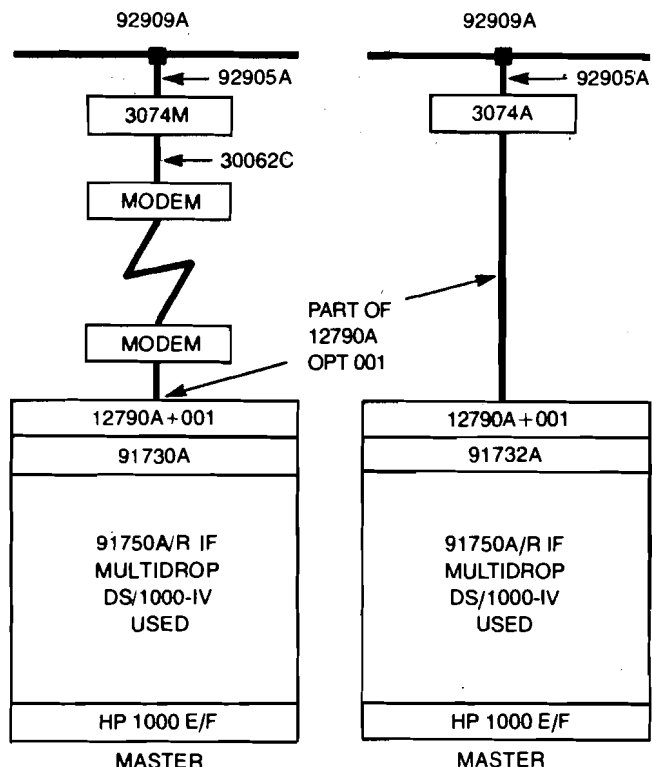 92909A
92905A
3074M
30062C
MODEM
MODEM
12790A+001
91730A
91750A/R IF
MULTIDROP
DS/1000-IV
USED
HP 1000 E/F
MASTER
PART OF
12790A
OPT 001
92909A
92905A
3074A
12790A+001
91732A
91750A/R IF
MULTIDROP
DS/1000-IV
USED
HP 1000 E/F
MASTER